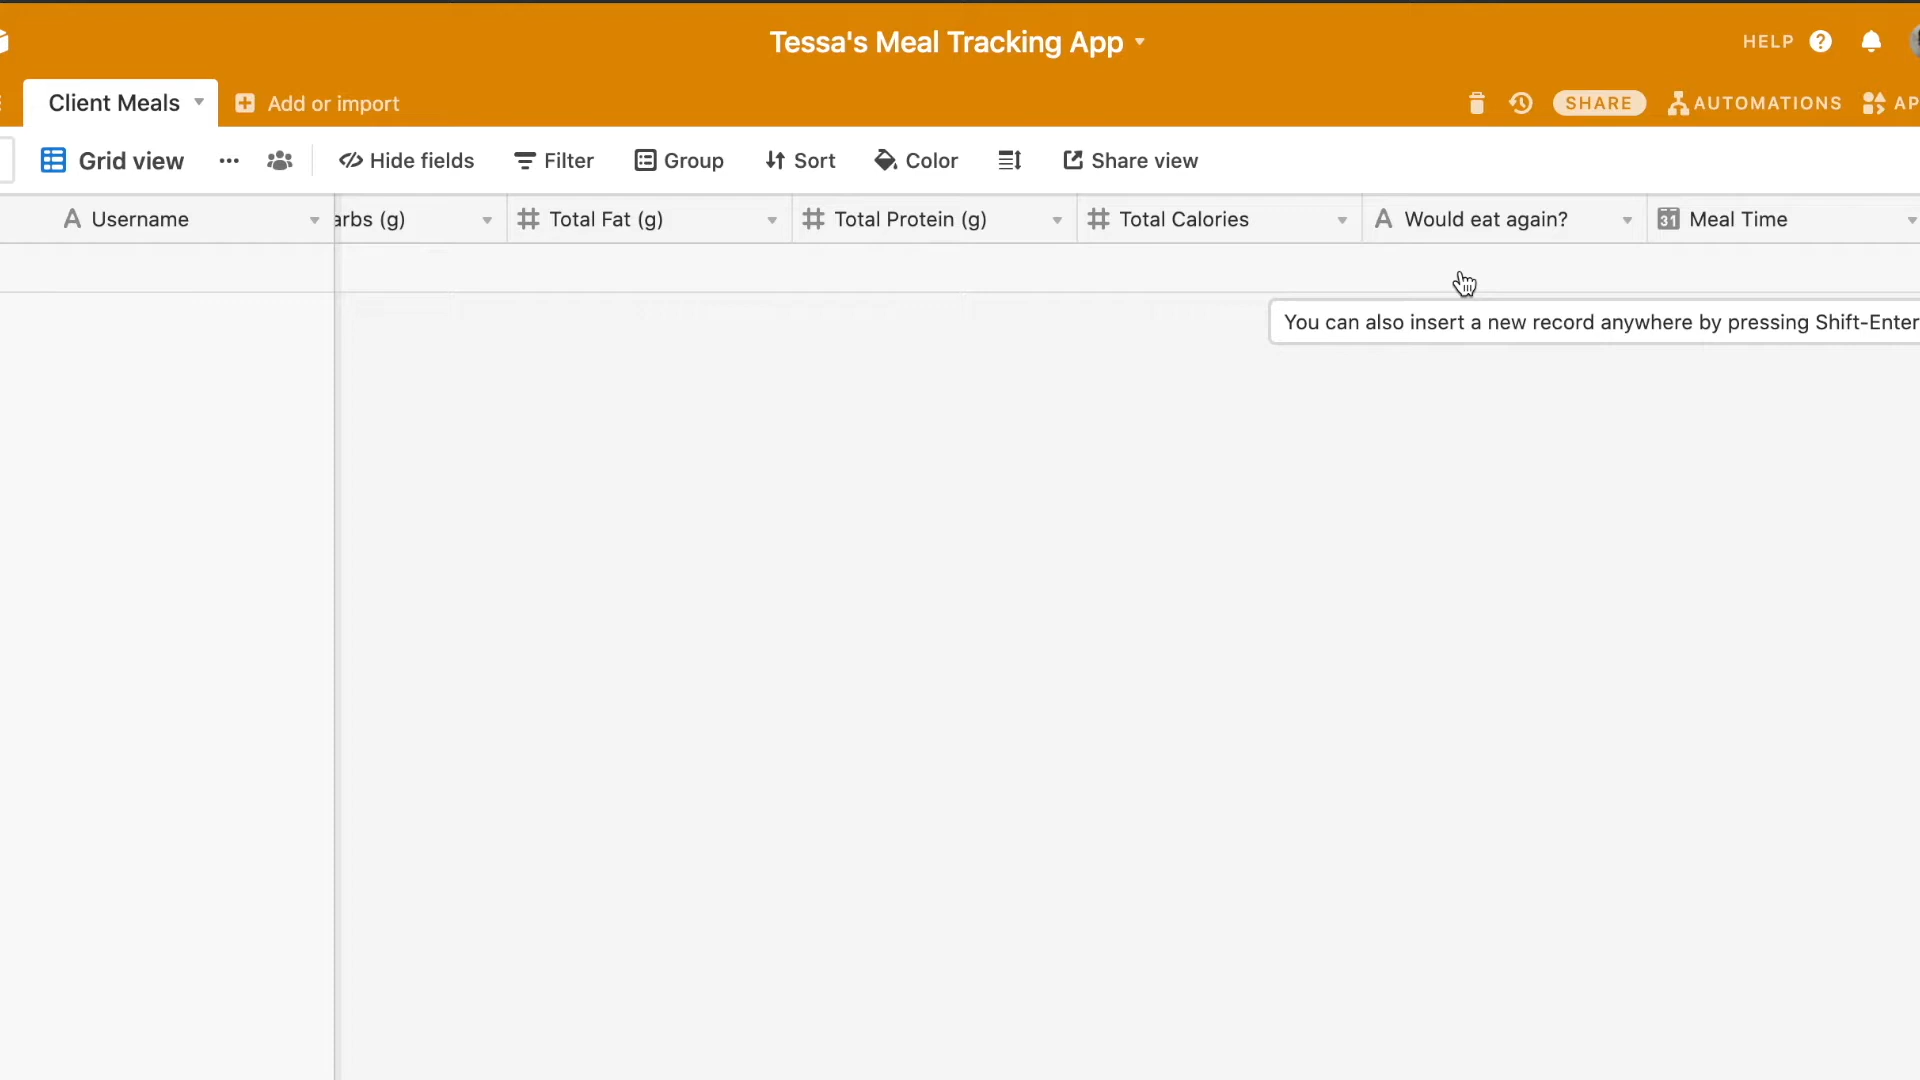 Tessa's Meal Tracking App
HELP
Client Meals
Add or import
SHARE
AUTOMATIONS
AP
Grid view
Hide fields
Filter
Group
Sort
Color
Share view
Username
arbs (g)
Total Fat (g)
Total Protein (g)
Total Calories
Would eat again?
31
Meal Time
You can also insert a new record anywhere by pressing Shift-Enter